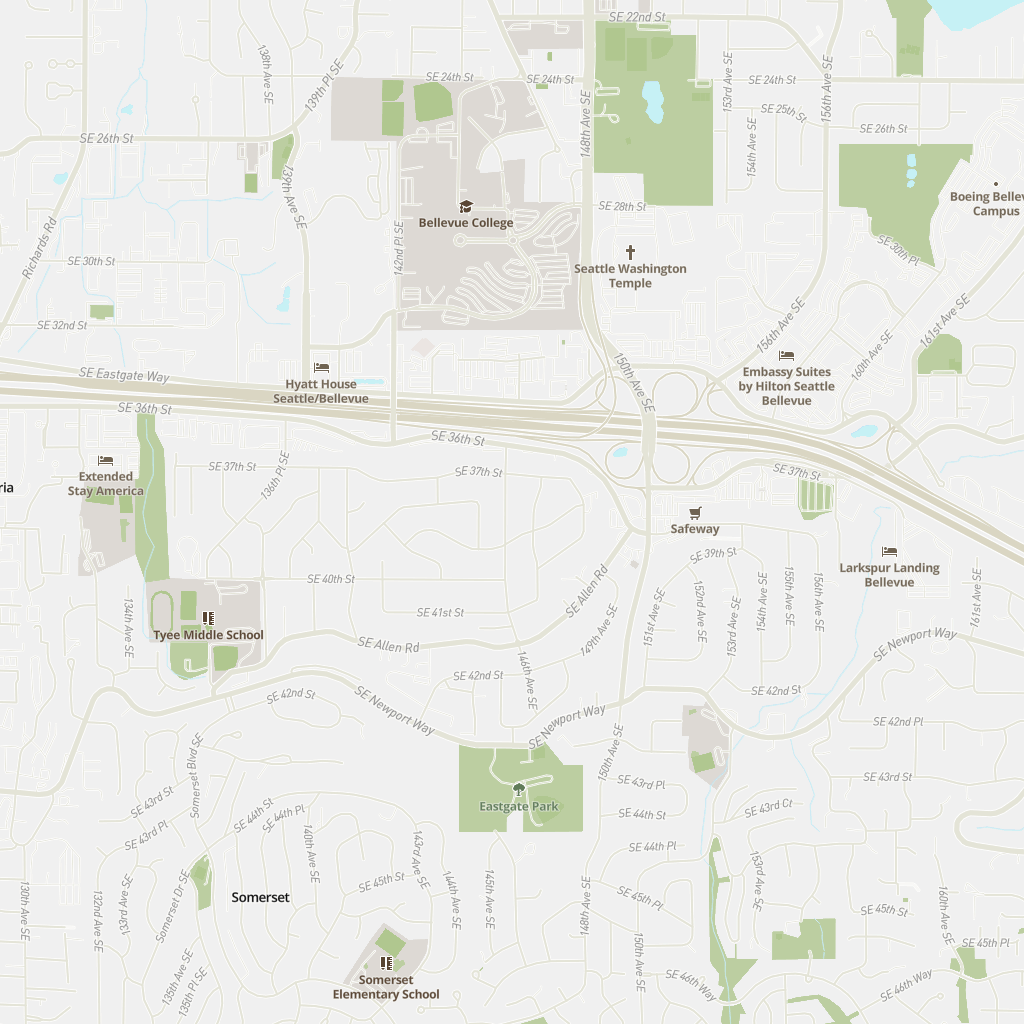 SE 22nd St
138th Ave SE
139th Pl SE
SE 24th St
SE 24th St
SE 24th St
153rd Ave SE
156th Ave SE
SE 25th St
SE 26th St
SE 26th St
148th Ave SE
154th Ave SE
139th Ave SE
Boeing Bellev
Campus
Bellevue College
SE 28th St
Richards Rd
142nd Pl SE
SE 30th St
SE 30th Pl
Seattle Washington
Temple
SE 32nd St
156th Ave SE
161st Ave SE
160th Ave SE
150th Ave SE
SE Eastgate Way
Hyatt House
Seattle/Bellevue
Embassy Suites
by Hilton Seattle
Bellevue
SE 36th St
SE 36th St
SE 37th St
136th Pl SE
SE 37th St
SE 37th St
Extended
Stay America
ria
Safeway
SE 39th St
Larkspur Landing
Bellevue
SE 40th St
SE Allen Rd
134th Ave SE
SE 41st St
149th Ave SE
151st Ave SE
152nd Ave SE
153rd Ave SE
154th Ave SE
155th Ave SE
156th Ave SE
161st Ave SE
Tyee Middle School
SE Allen Rd
SE Newport Way
146th Ave SE
SE 42nd St
SE 42nd St
SE 42nd St
SE Newport Way
SE Newport Way
SE 42nd Pl
Somerset Blvd SE
150th Ave SE
Eastgate Park
SE 43rd Pl
SE 43rd St
SE 43rd St
SE 43rd Pl
SE 44th St
SE 44th Pl
SE 44th St
SE 43rd Ct
SE 44th Pl
140th Ave SE
143rd Ave SE
144th Ave SE
145th Ave SE
148th Ave SE
153rd Ave SE
SE 45th St
SE 45th Pl
SE 45th St
Somerset
130th Ave SE
132nd Ave SE
133rd Ave SE
Somerset Dr SE
160th Ave SE
SE 45th Pl
150th Ave SE
135th Ave SE
135th Pl SE
Somerset
Elementary School
SE 46th Way
SE 46th Way